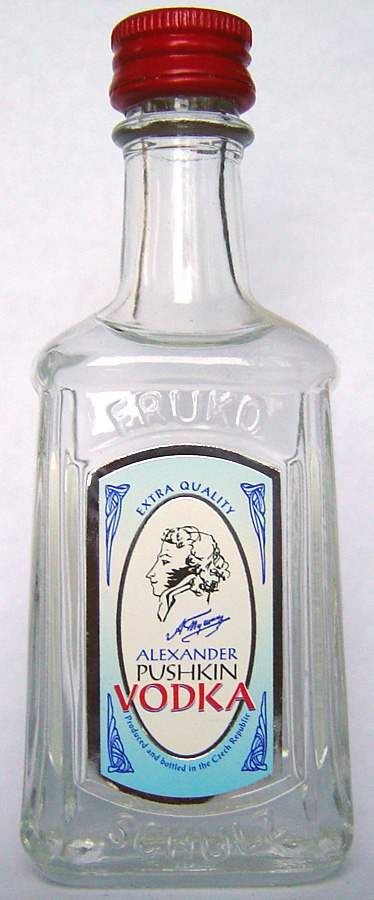 FRUKO
EXTRA QUALITY
ALEXANDER
PUSHKIN
VODKA
Produced and bottled in the Czech Republic
SCHULZ